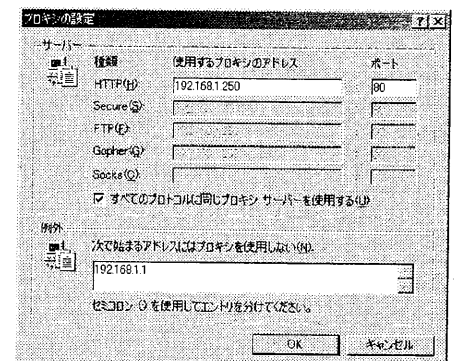 プロキシの設定
サーバー
種類 使用するプロキシのアドレス ポート
HTTP(H): 192.168.1.250 80
Secure(S):
FTP(F):
Gopher(G):
Socks(C):
すべてのプロトコルに同じプロキシ サーバーを使用する(U)
例外
次で始まるアドレスにはプロキシを使用しない(N):
192.168.1.1
セミコロン (;) を使用してエントリを分けてください。
OK キャンセル